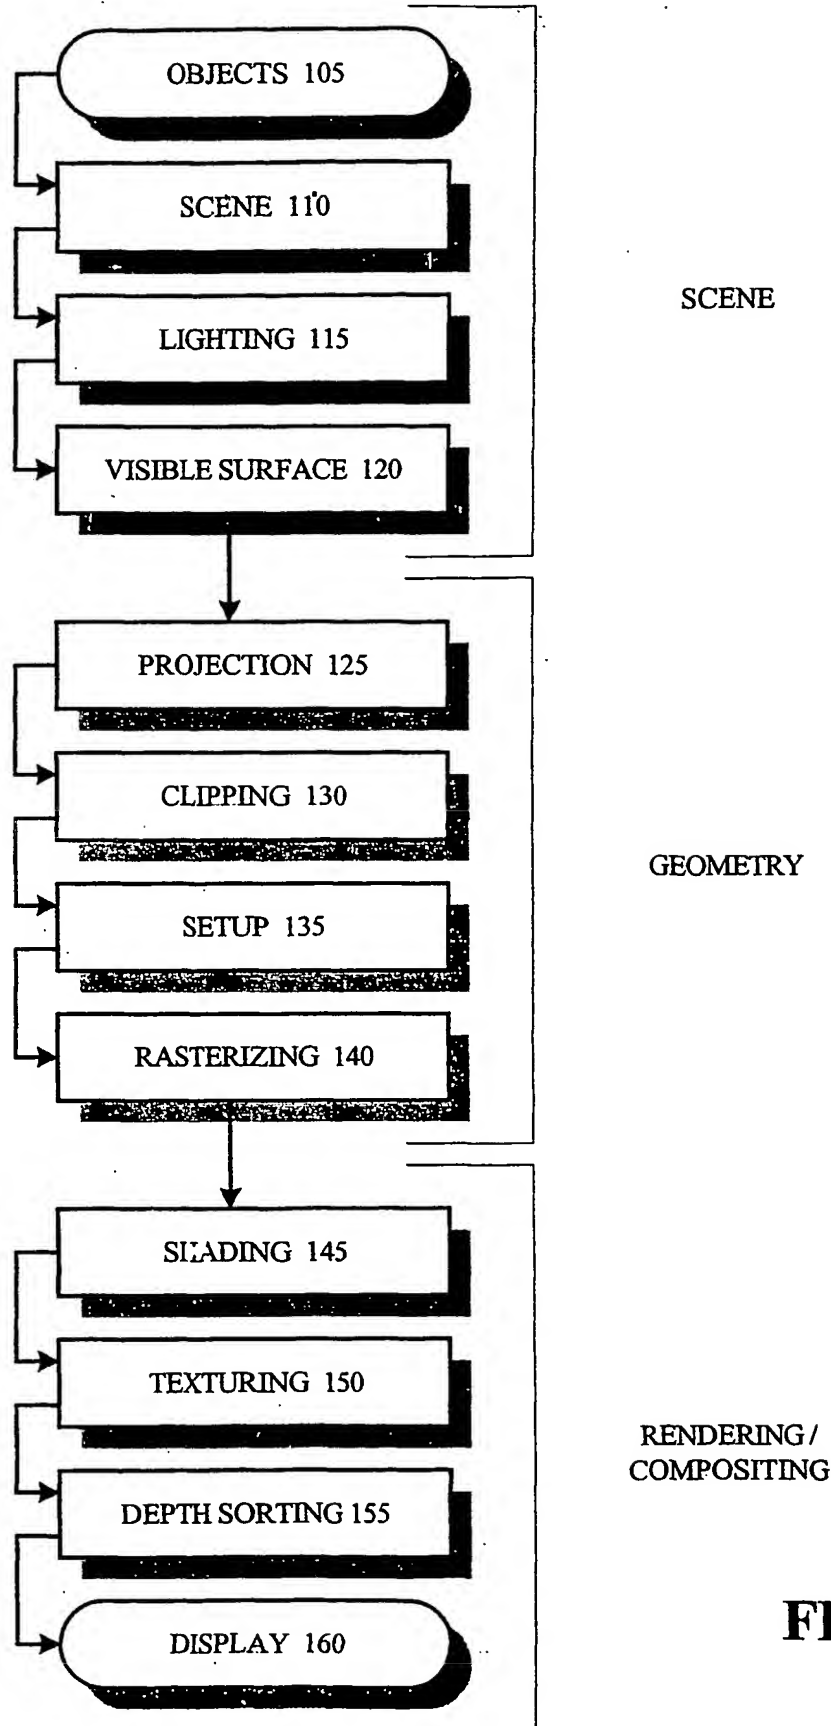 OBJECTS 105
SCENE 110
LIGHTING 115
VISIBLE SURFACE 120
SCENE
PROJECTION 125
CLIPPING 130
SETUP 135
RASTERIZING 140
GEOMETRY
SHADING 145
TEXTURING 150
DEPTH SORTING 155
DISPLAY 160
RENDERING/
COMPOSITING